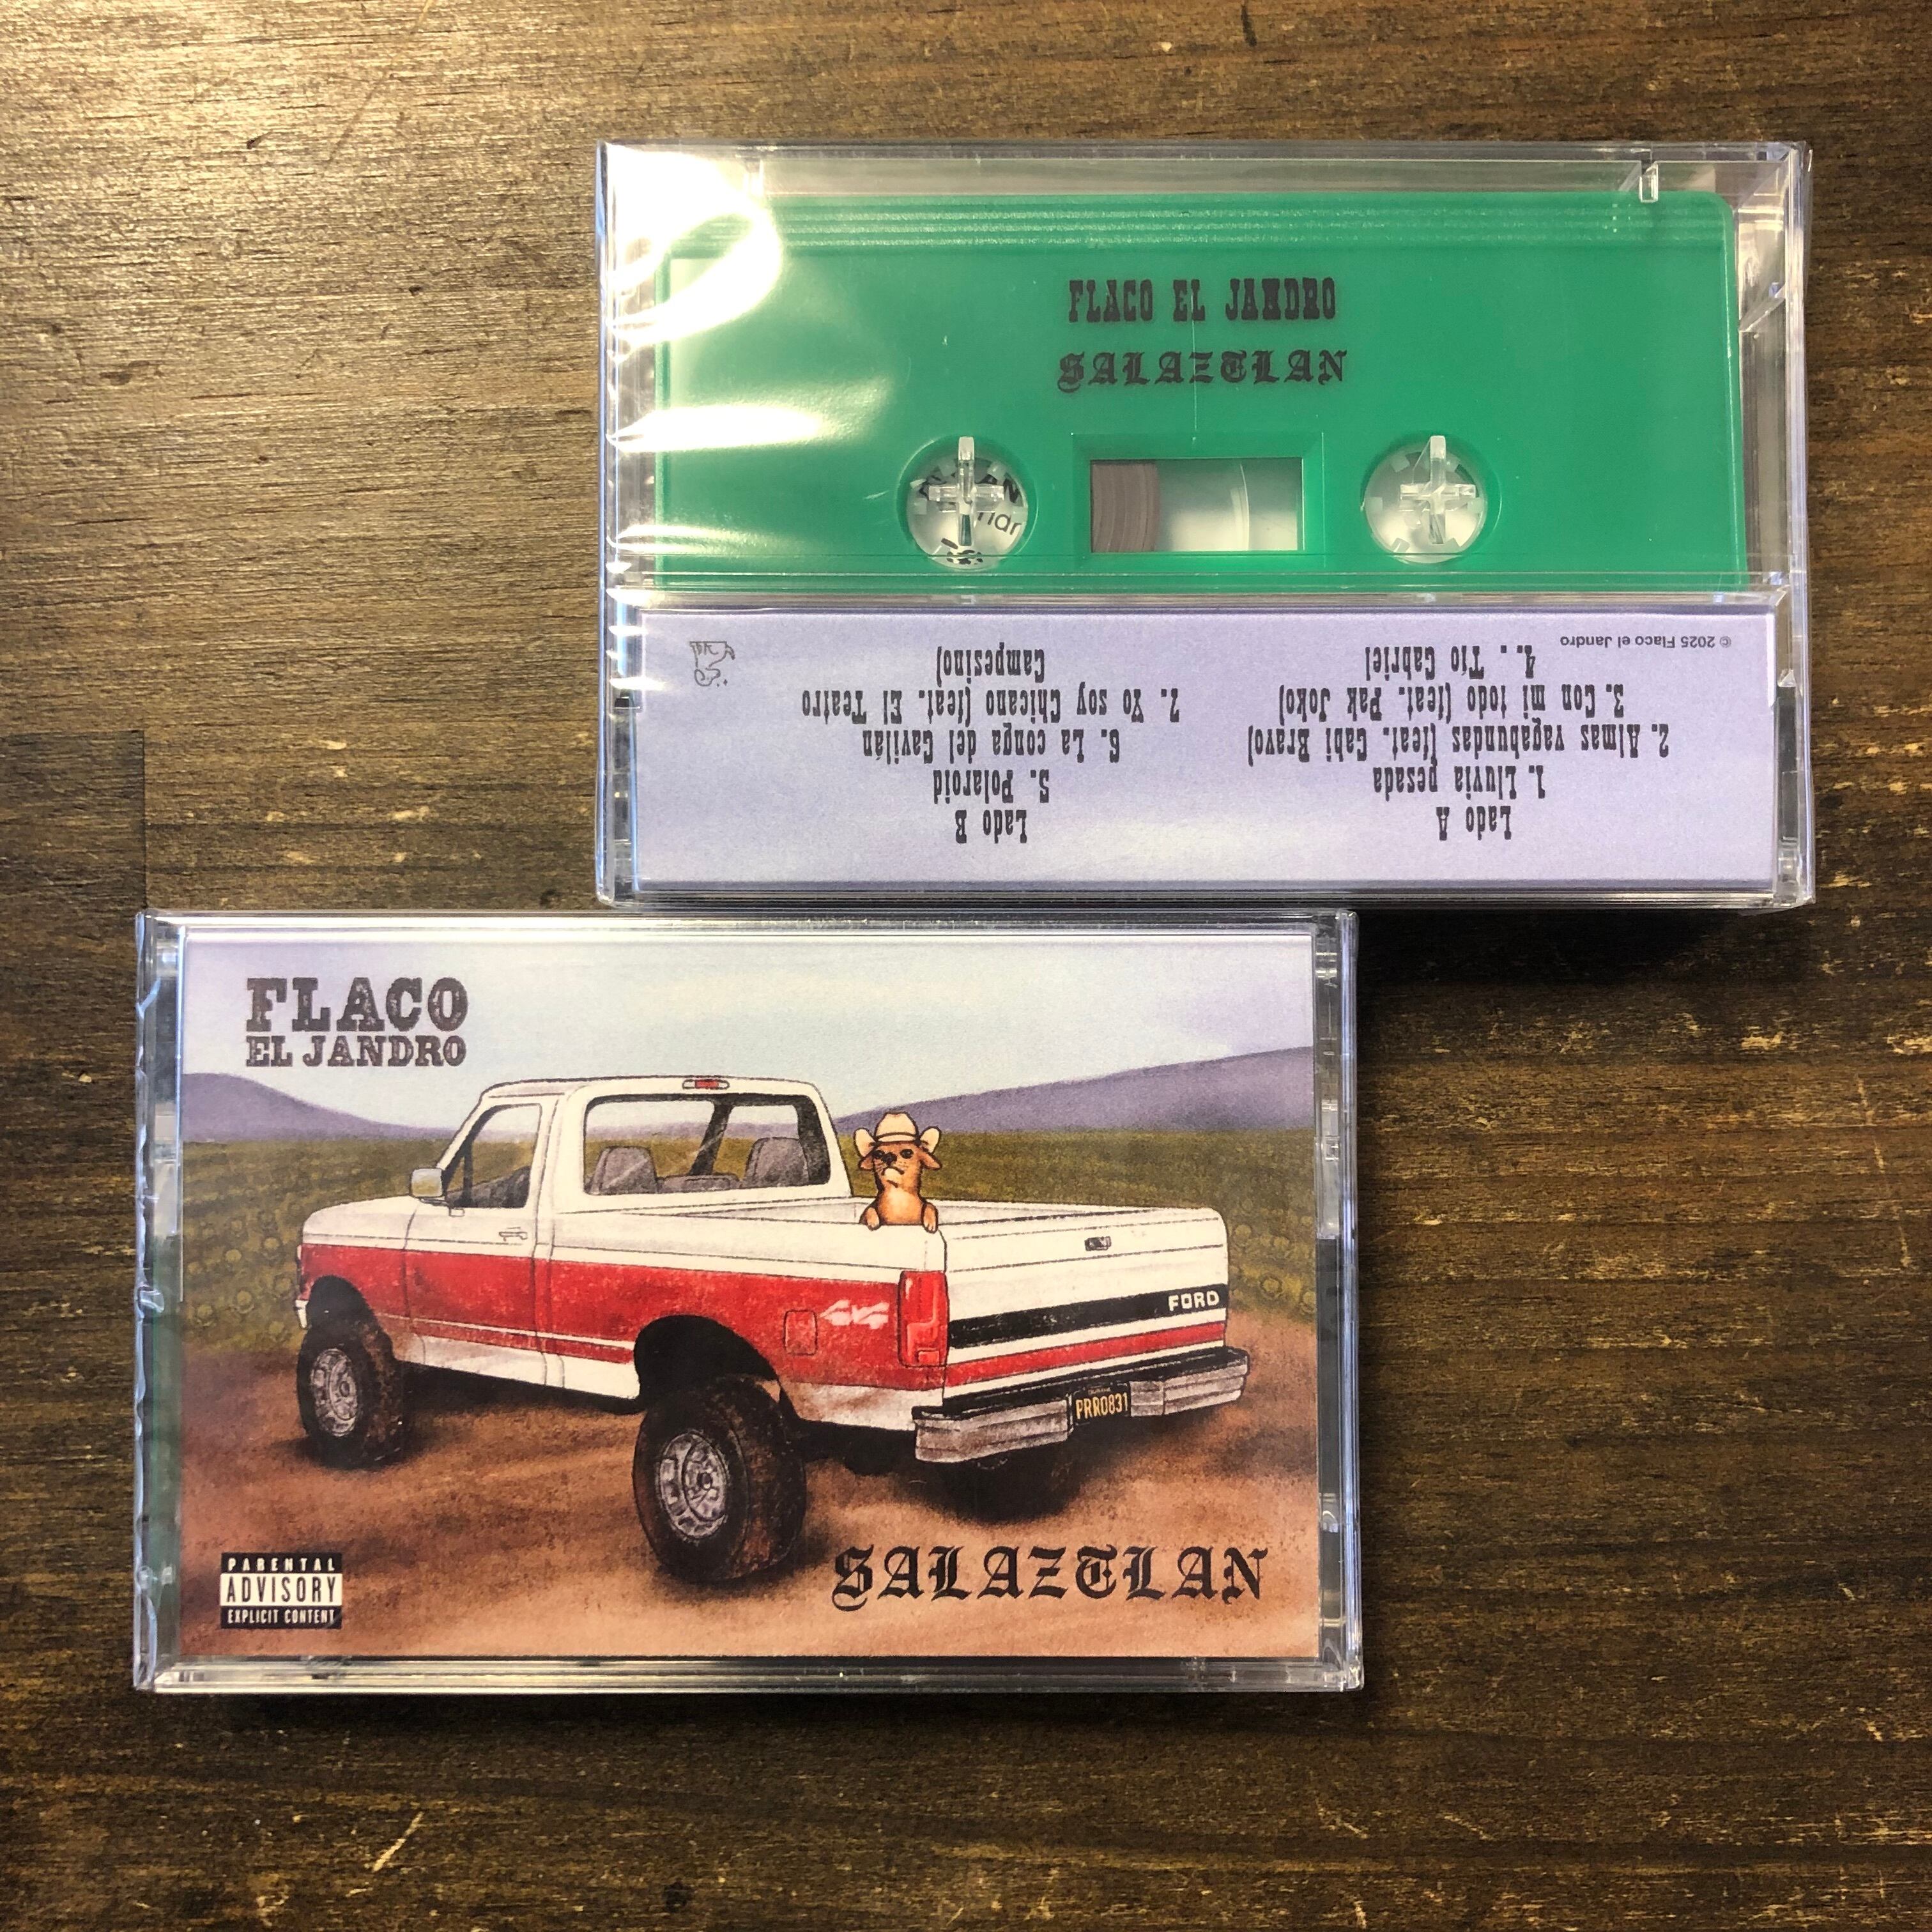 FLACO EL JANDRO
SALAZTLAN
Lado A
1. Lluvia pesada
2. Almas vagabundas (feat. Gabi Bravo)
3. Con mi todo (feat. Pak Joko)
4. . Tío Gabriel
© 2025 Flaco el Jandro
Lado B
5. Polaroid
6. La conga del Gavilán
7. Yo soy Chicano (feat. El Teatro
Campesino)
FLACO
EL JANDRO
4x4
FORD
PRR0831
SALAZTLAN
PARENTAL
ADVISORY
EXPLICIT CONTENT